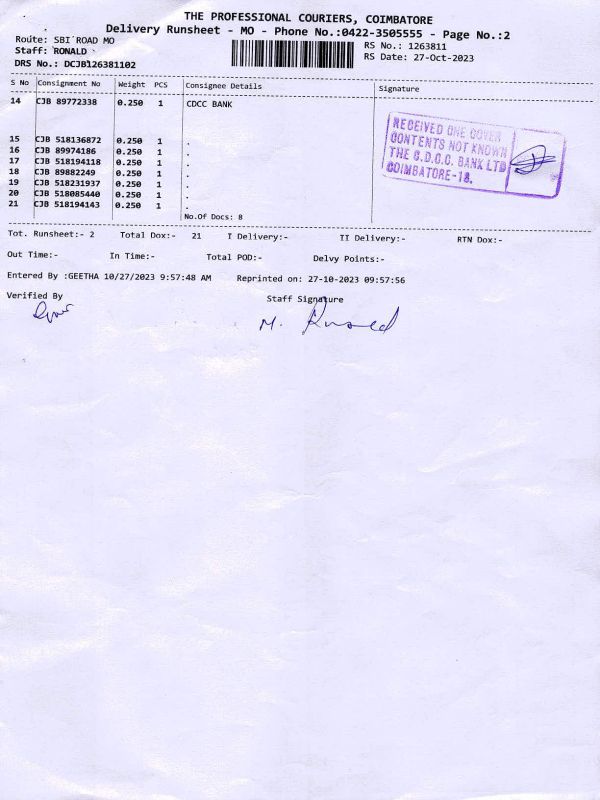 THE PROFESSIONAL COURIERS, COIMBATORE
Delivery Runsheet - MO - Phone No.:0422-3505555 - Page No.:2
Route: SBI ROAD MO
RS No.: 1263811
Staff: RONALD
RS Date: 27-Oct-2023
DRS No.: DCJB126381102
S No Consignment No Weight PCS Consignee Details Signature
14 CJB 89772338 0.250 1 CDCC BANK
15 CJB 518136872 0.250 1 .
16 CJB 89974186 0.250 1 .
17 CJB 518194118 0.250 1 .
18 CJB 89882249 0.250 1 .
19 CJB 518231937 0.250 1 .
20 CJB 518085440 0.250 1 .
21 CJB 518194143 0.250 1 .
No.Of Docs: 8
RECEIVED ONE COVER
CONTENTS NOT KNOWN
THE C.D.C.C. BANK LTD
COIMBATORE-18.
Tot. Runsheet:- 2 Total Dox:- 21 I Delivery:- II Delivery:- RTN Dox:-
Out Time:- In Time:- Total POD:- Delvy Points:-
Entered By :GEETHA 10/27/2023 9:57:48 AM Reprinted on: 27-10-2023 09:57:56
Verified By Staff Signature
M.